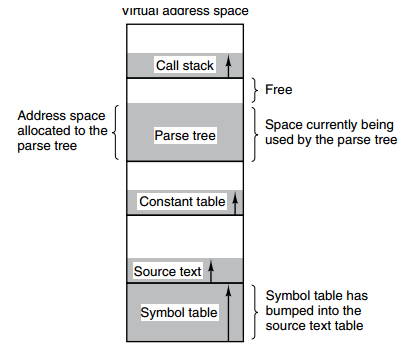 Virtual address space
Call stack
Free
Address space
allocated to the
parse tree
Parse tree
Space currently being
used by the parse tree
Constant table
Source text
Symbol table
Symbol table has
bumped into the
source text table